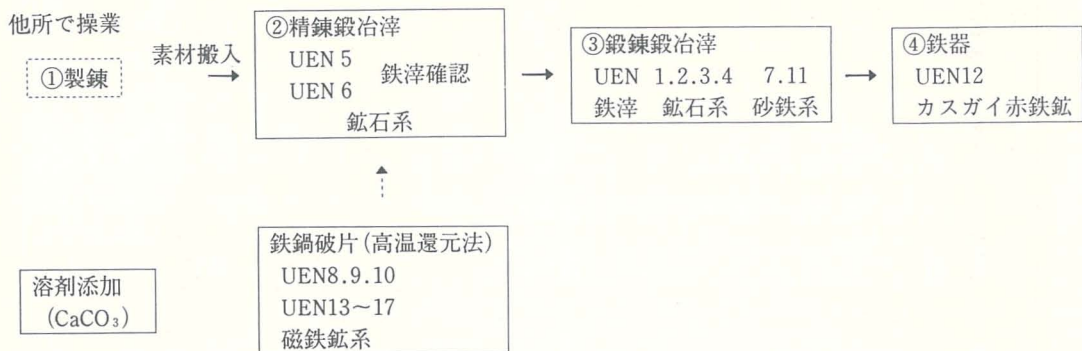 他所で操業
①製錬
素材搬入
②精錬鍛冶滓
UEN 5
UEN 6
鉄滓確認
鉱石系
③鍛錬鍛冶滓
UEN 1.2.3.4 7.11
鉄滓 鉱石系 砂鉄系
④鉄器
UEN12
カスガイ赤鉄鉱
鉄鍋破片(高温還元法)
UEN8.9.10
UEN13〜17
磁鉄鉱系
溶剤添加
(CaCO₃)